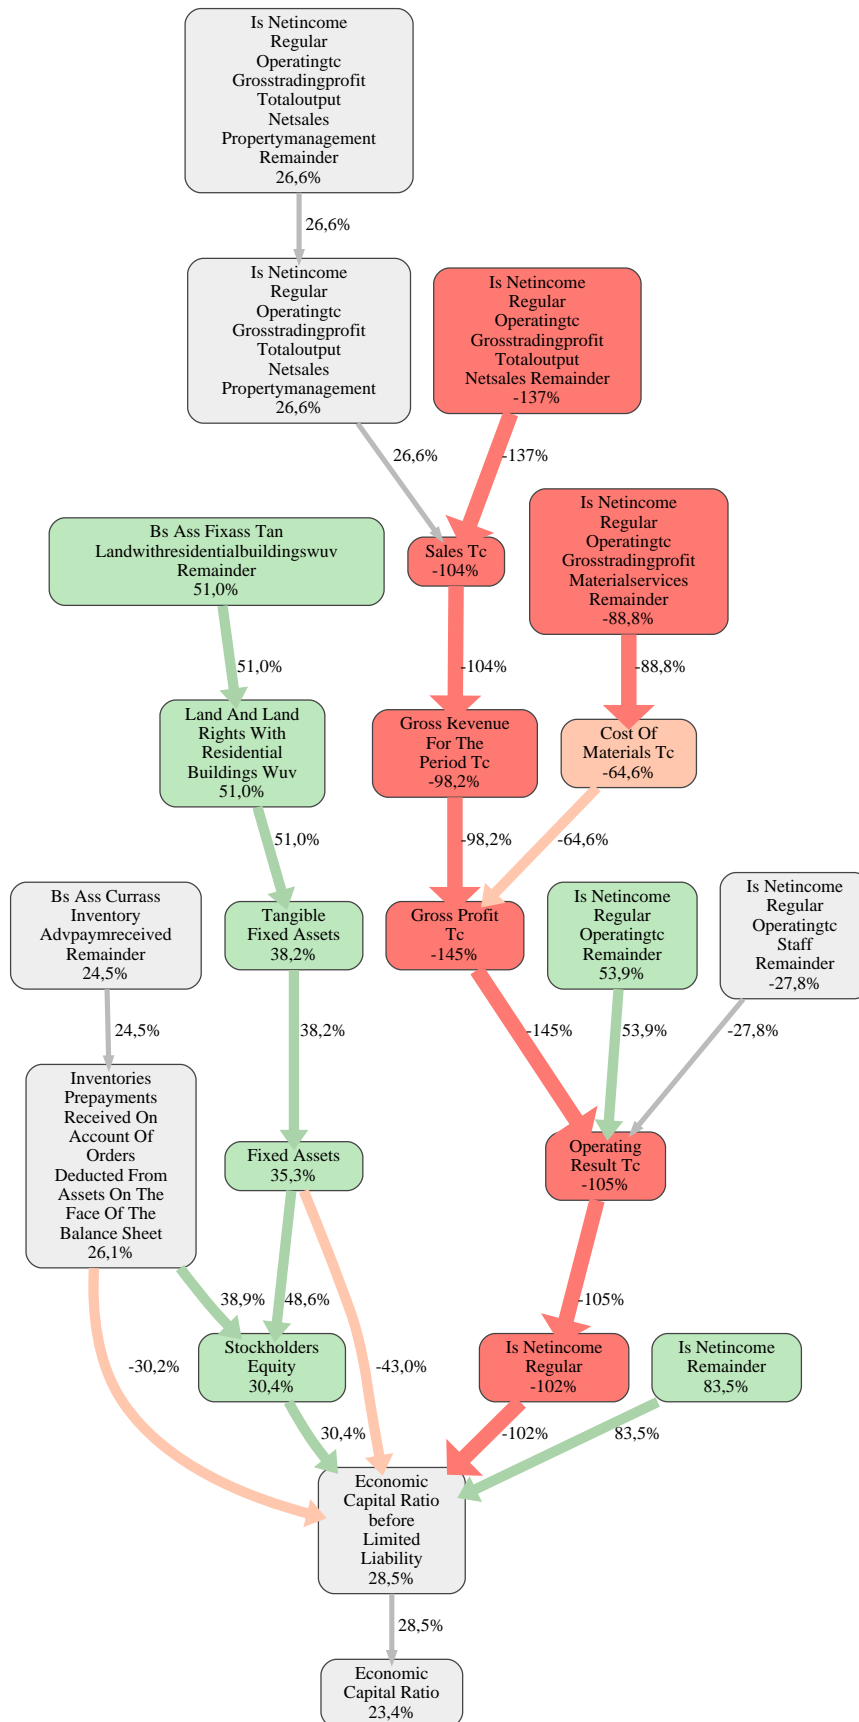 Is Netincome
Regular
Operatingtc
Grosstradingprofit
Totaloutput
Netsales
Propertymanagement
Remainder
26,6%
26,6%
Is Netincome
Regular
Operatingtc
Grosstradingprofit
Totaloutput
Netsales
Propertymanagement
26,6%
Is Netincome
Regular
Operatingtc
Grosstradingprofit
Totaloutput
Netsales Remainder
-137%
26,6%
-137%
Bs Ass Fixass Tan
Landwithresidentialbuildingswuv
Remainder
51,0%
Sales Tc
-104%
Is Netincome
Regular
Operatingtc
Grosstradingprofit
Materialservices
Remainder
-88,8%
51,0%
-104%
-88,8%
Land And Land
Rights With
Residential
Buildings Wuv
51,0%
Gross Revenue
For The
Period Tc
-98,2%
Cost Of
Materials Tc
-64,6%
51,0%
-98,2%
-64,6%
Bs Ass Currass
Inventory
Advpaymreceived
Remainder
24,5%
Tangible
Fixed Assets
38,2%
Gross Profit
Tc
-145%
Is Netincome
Regular
Operatingtc
Remainder
53,9%
Is Netincome
Regular
Operatingtc
Staff
Remainder
-27,8%
24,5%
38,2%
-145%
53,9%
-27,8%
Inventories
Prepayments
Received On
Account Of
Orders
Deducted From
Assets On The
Face Of The
Balance Sheet
26,1%
Fixed Assets
35,3%
Operating
Result Tc
-105%
38,9%
48,6%
-105%
-30,2%
-43,0%
Stockholders
Equity
30,4%
Is Netincome
Regular
-102%
Is Netincome
Remainder
83,5%
30,4%
-102%
83,5%
Economic
Capital Ratio
before
Limited
Liability
28,5%
28,5%
Economic
Capital Ratio
23,4%